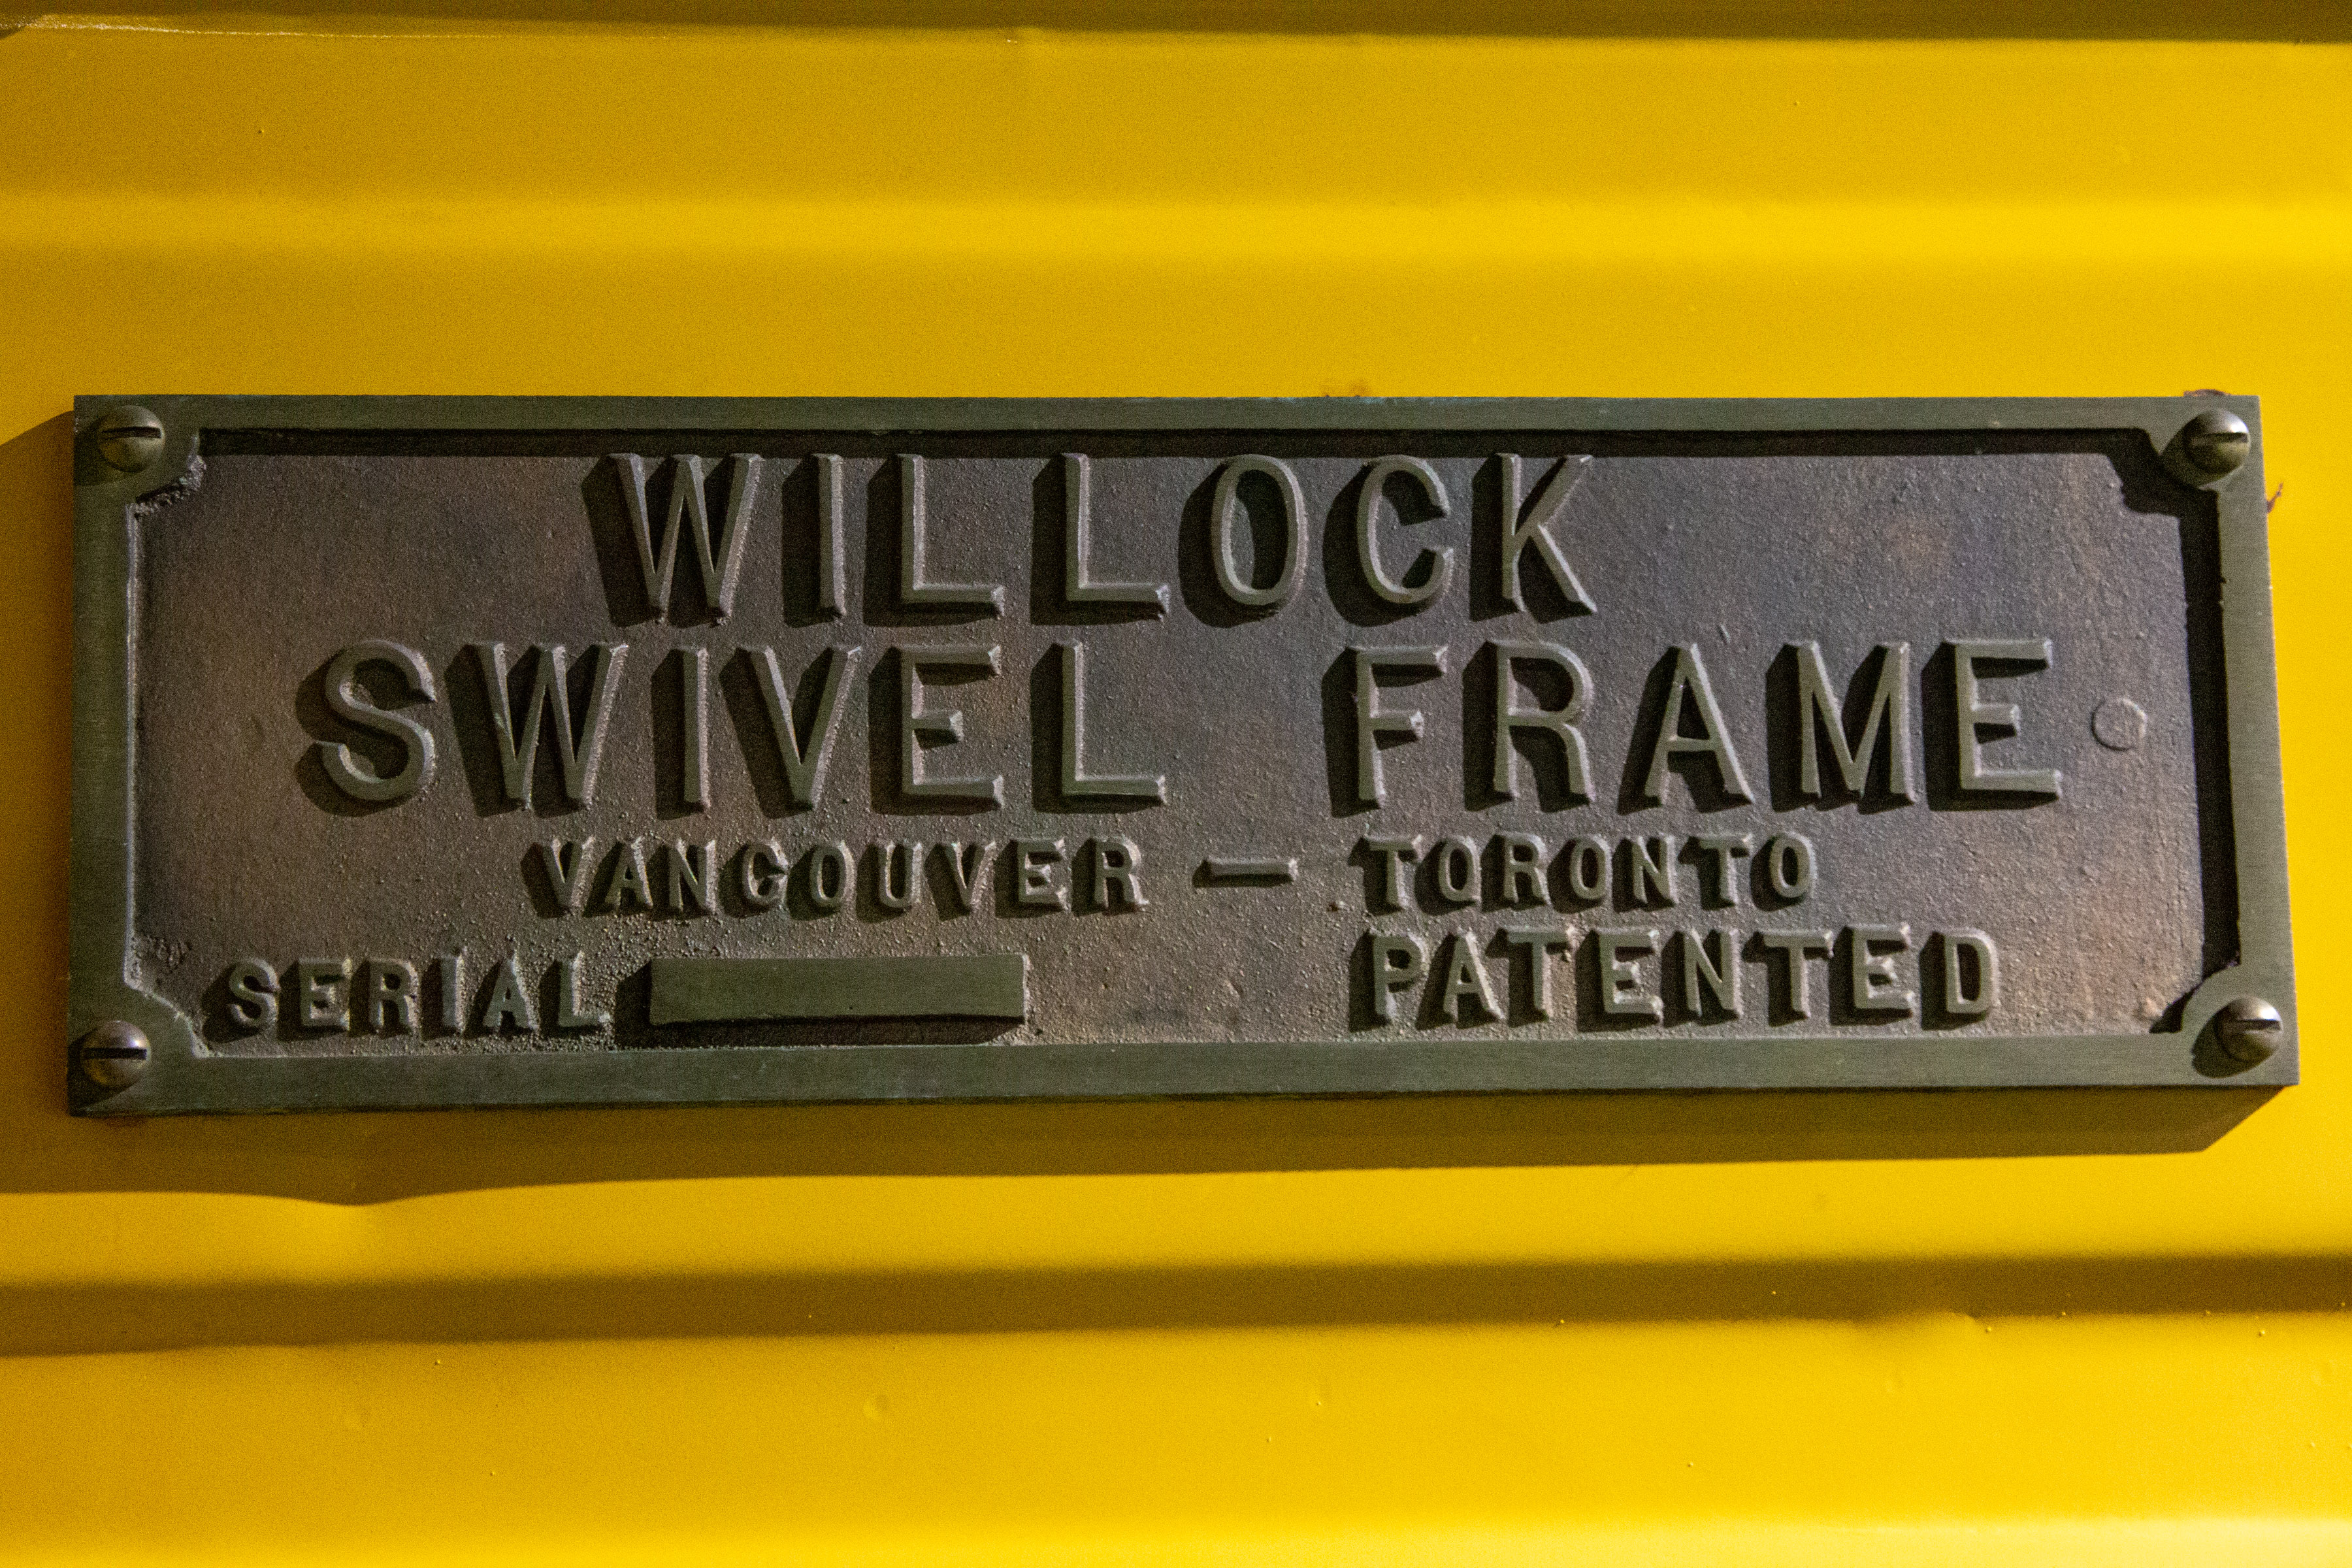 WILLOCK
SWIVEL FRAME
VANCOUVER — TORONTO
SERIAL PATENTED